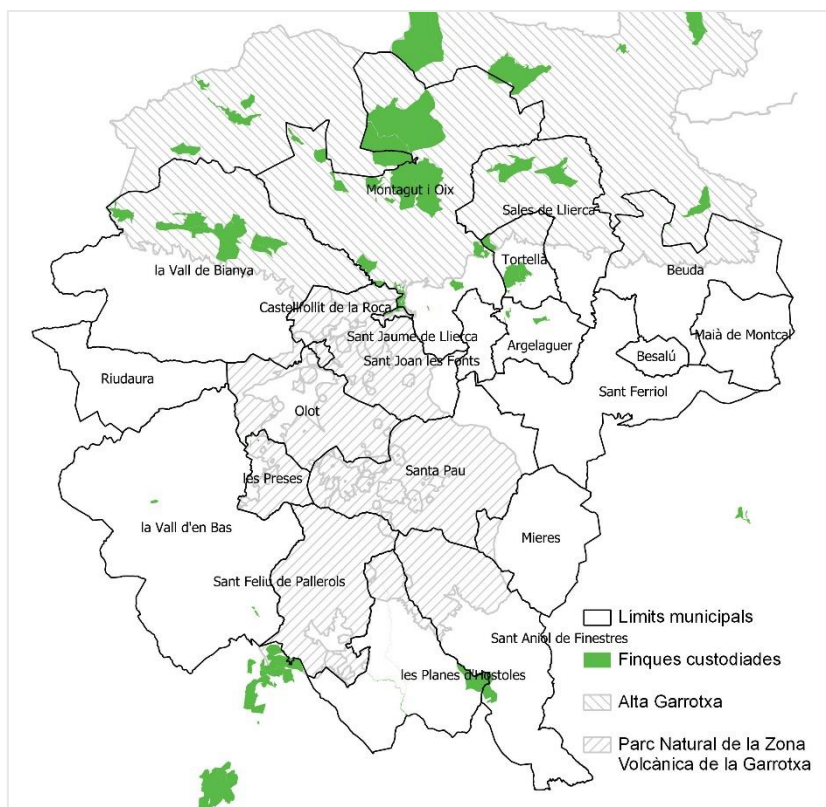 Montagut i Oix
Sales de Llierca
Tortellà
la Vall de Bianya
Beuda
Castellfollit de la Roca
Sant Jaume de Llierca
Argelaguer
Maià de Montcal
Besalú
Sant Joan les Fonts
Riudaura
Sant Ferriol
Olot
Santa Pau
les Preses
la Vall d'en Bas
Mieres
Sant Feliu de Pallerols
Sant Aniol de Finestres
les Planes d'Hostoles
Límits municipals
Finques custodiades
Alta Garrotxa
Parc Natural de la Zona
Volcànica de la Garrotxa